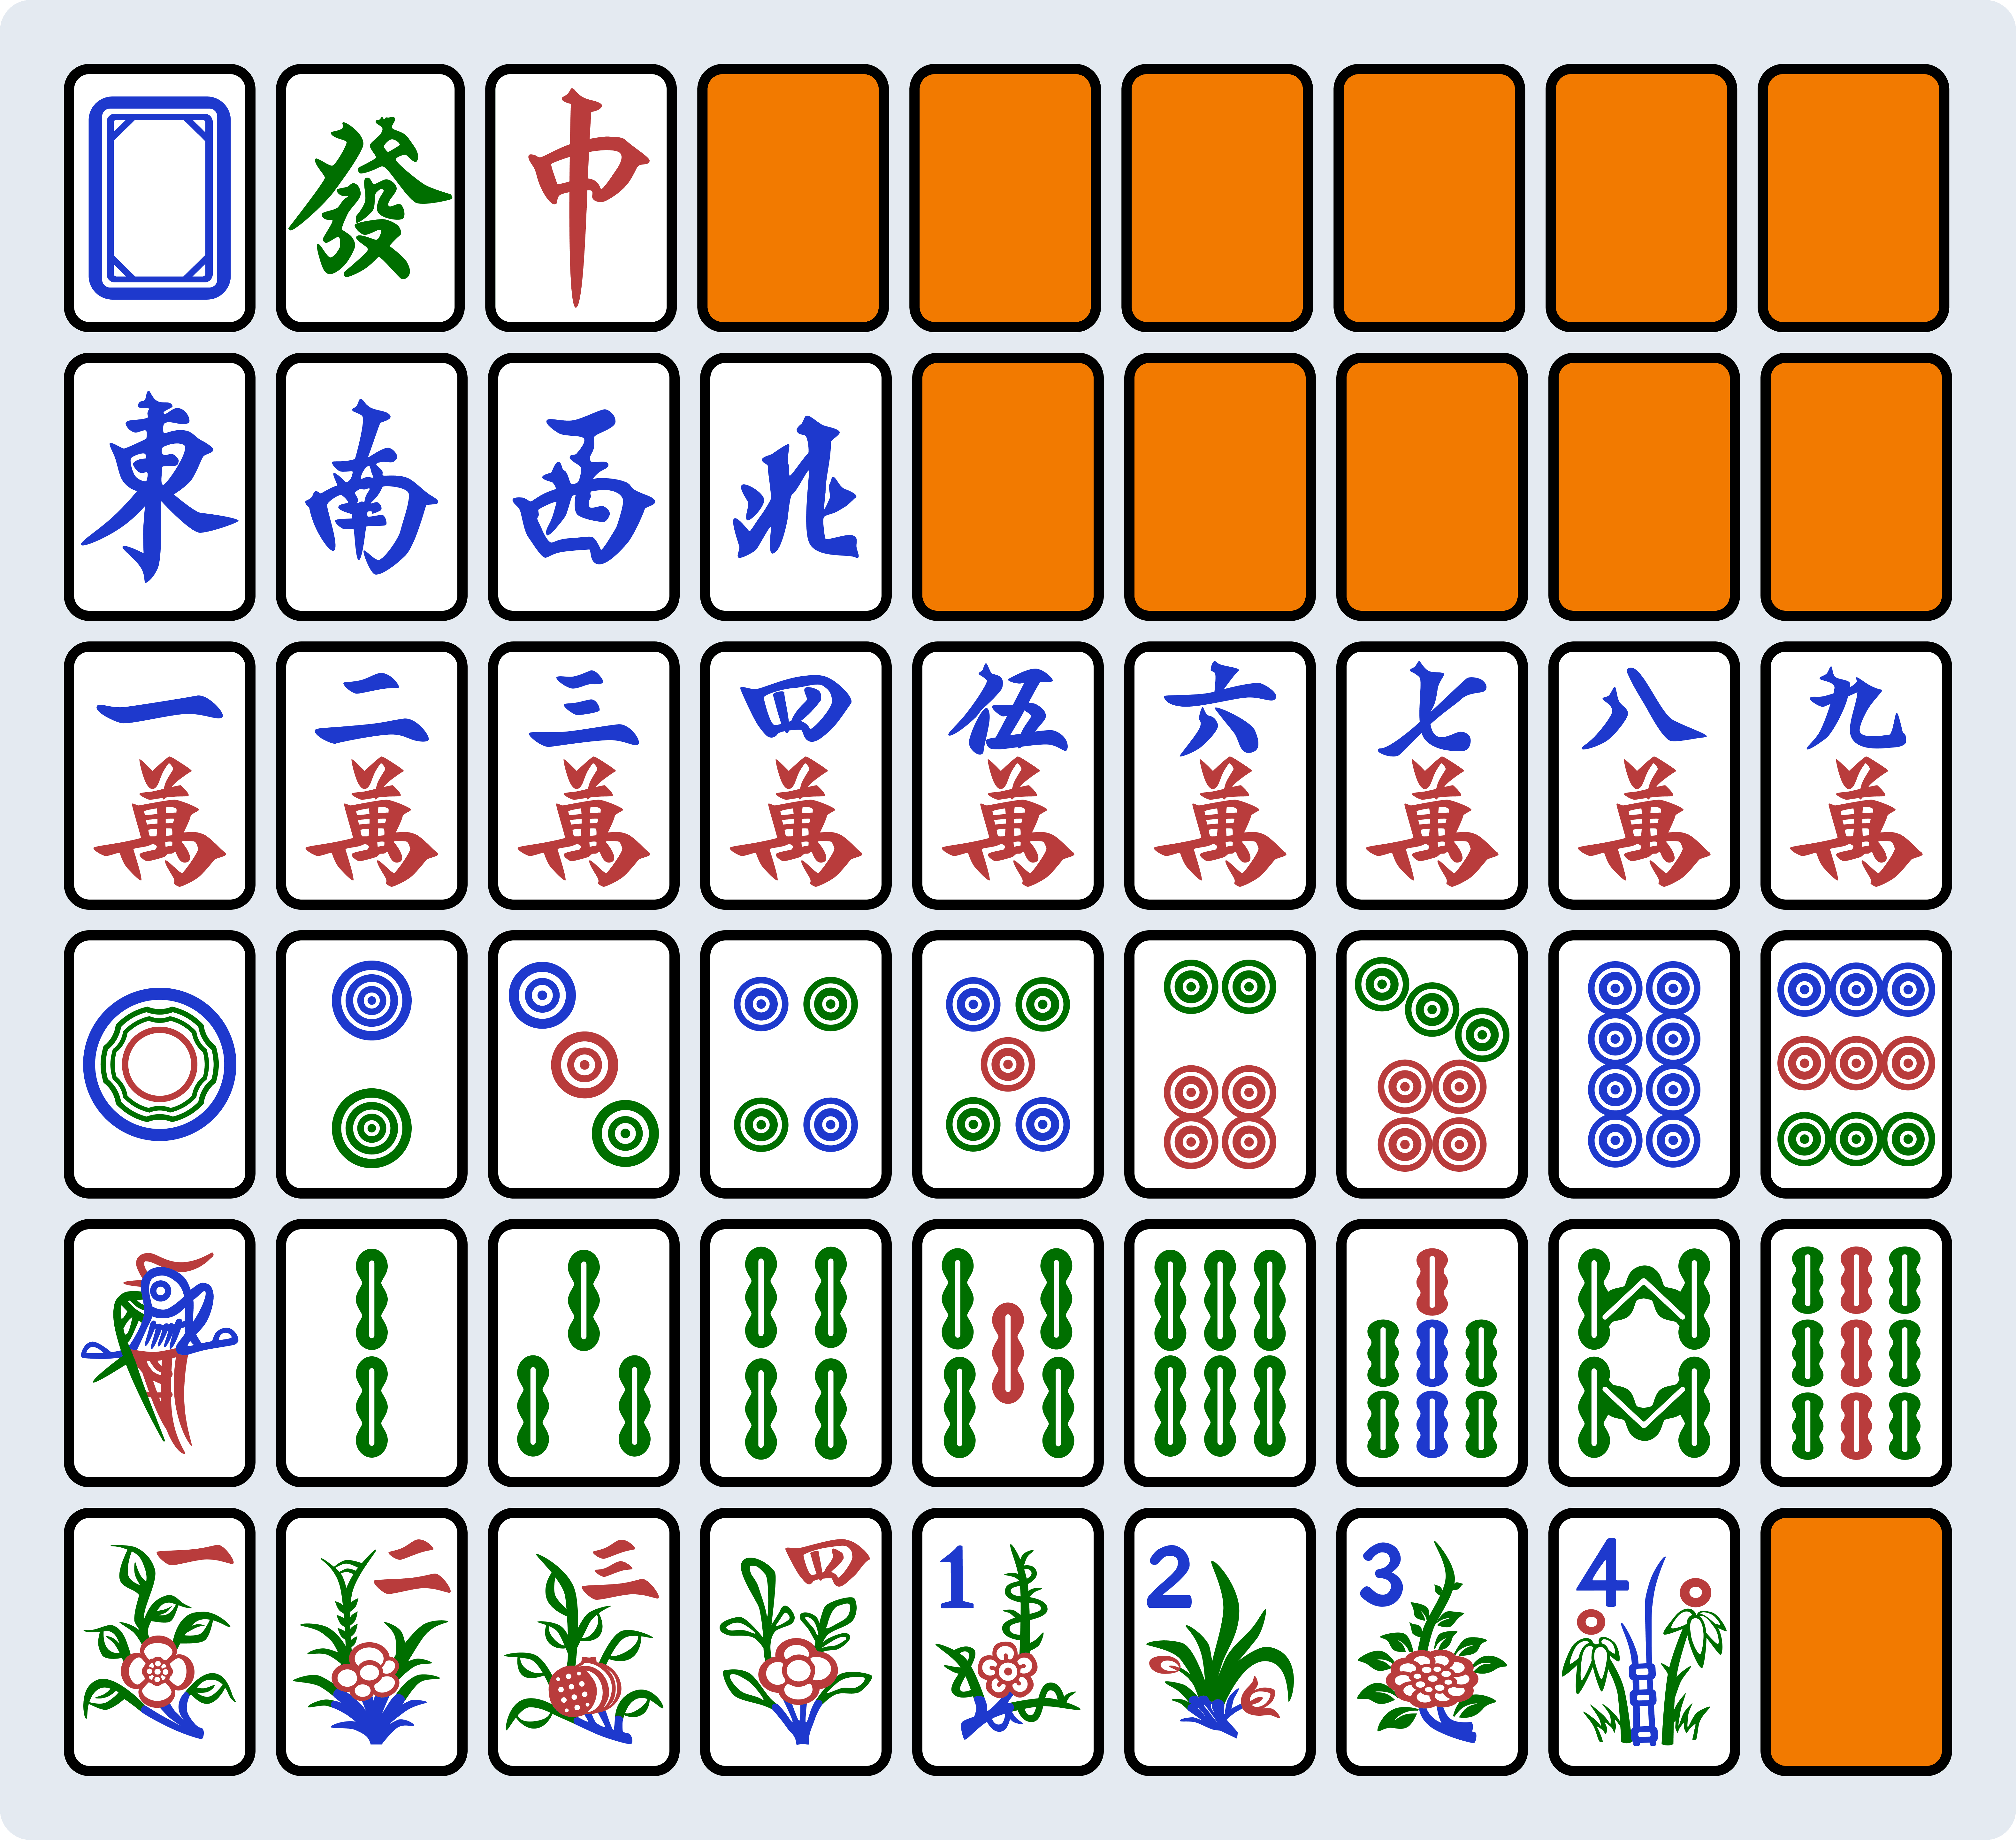 發 中
東 南 西 北
一萬 二萬 三萬 四萬 伍萬 六萬 七萬 八萬 九萬
一 二 三 四 1 2 3 4